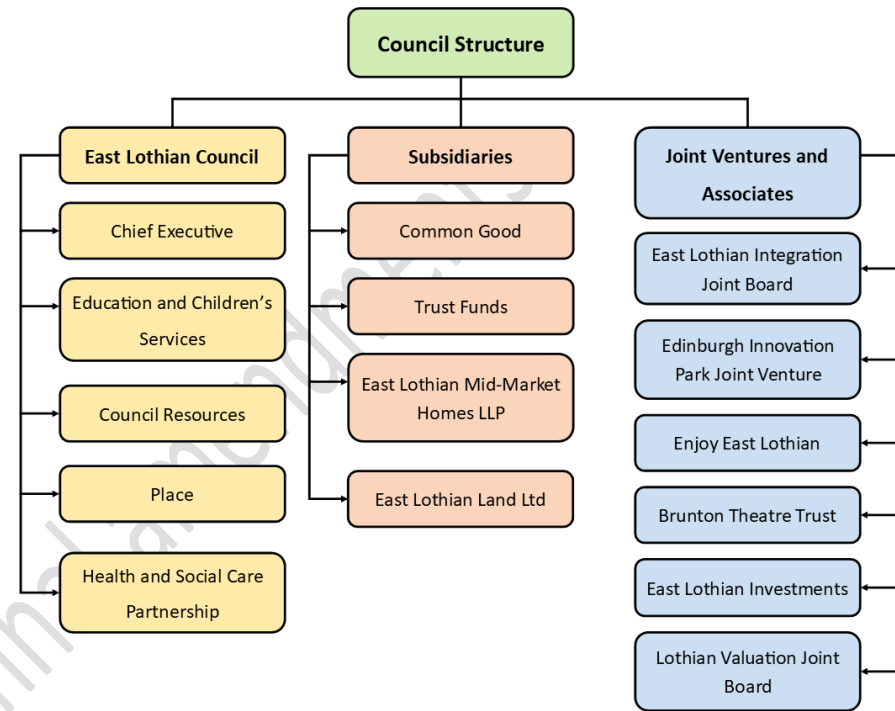 Council Structure
East Lothian Council
Chief Executive
Education and Children's
Services
Council Resources
Place
Health and Social Care
Partnership
Subsidiaries
Common Good
Trust Funds
East Lothian Mid-Market
Homes LLP
East Lothian Land Ltd
Joint Ventures and
Associates
East Lothian Integration
Joint Board
Edinburgh Innovation
Park Joint Venture
Enjoy East Lothian
Brunton Theatre Trust
East Lothian Investments
Lothian Valuation Joint
Board
amendments